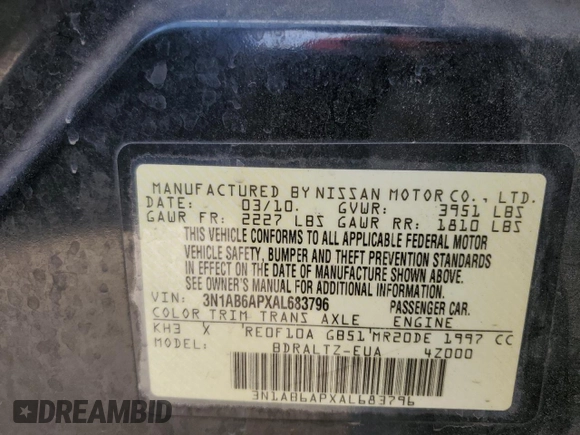 MANUFACTURED BY NISSAN MOTOR CO., LTD.
DATE: 03/10. GVWR: 3951 LBS
GAWR FR: 2227 LBS GAWR RR: 1810 LBS
THIS VEHICLE CONFORMS TO ALL APPLICABLE FEDERAL MOTOR
VEHICLE SAFETY, BUMPER AND THEFT PREVENTION STANDARDS
IN EFFECT ON THE DATE OF MANUFACTURE SHOWN ABOVE.
SEE OWNER'S MANUAL FOR ADDITIONAL INFORMATION.
VIN: 3N1AB6APXAL683796 PASSENGER CAR.
COLOR TRIM TRANS AXLE ENGINE
KH3 X RE0F10A GB51 MR20DE 1997 CC
BDRALTZ-EUA 4Z000
3N1AB6APXAL683796
DREAMBID